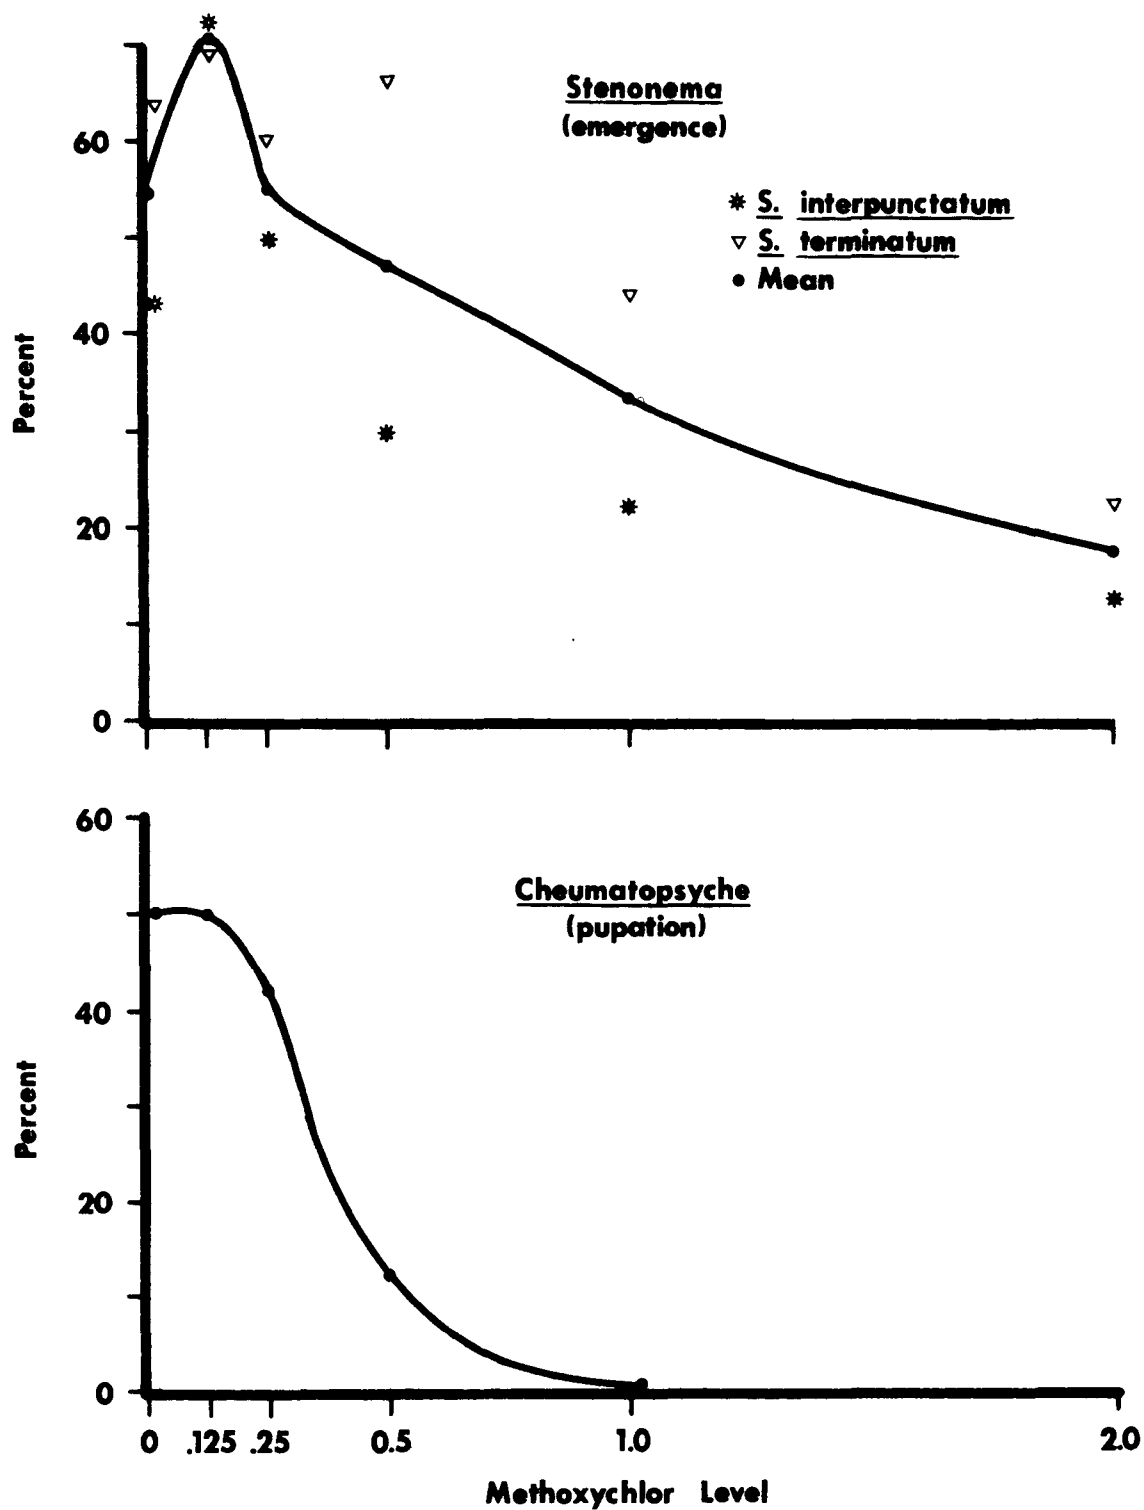 Stenonema
(emergence)
S. interpunctatum
S. terminatum
Mean
60
40
20
0
Percent
60
40
20
0
Percent
Cheumatopsyche
(pupation)
0 .125 .25 0.5 1.0 2.0
Methoxychlor Level